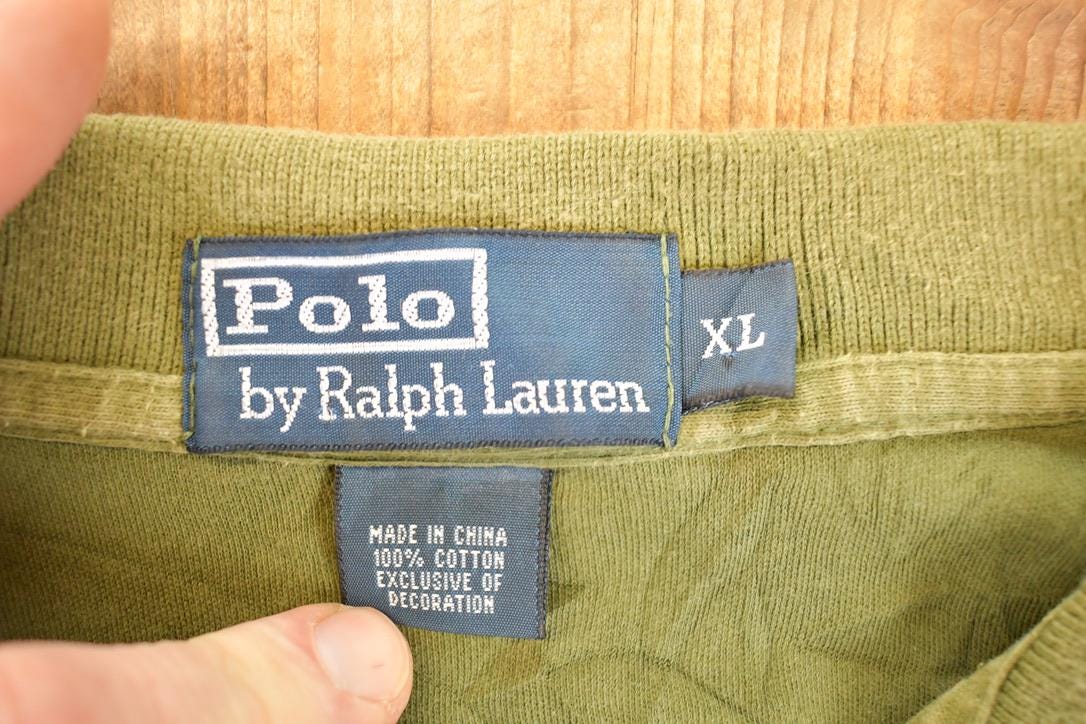 Polo
by Ralph Lauren
XL
MADE IN CHINA
100% COTTON
EXCLUSIVE OF
DECORATION